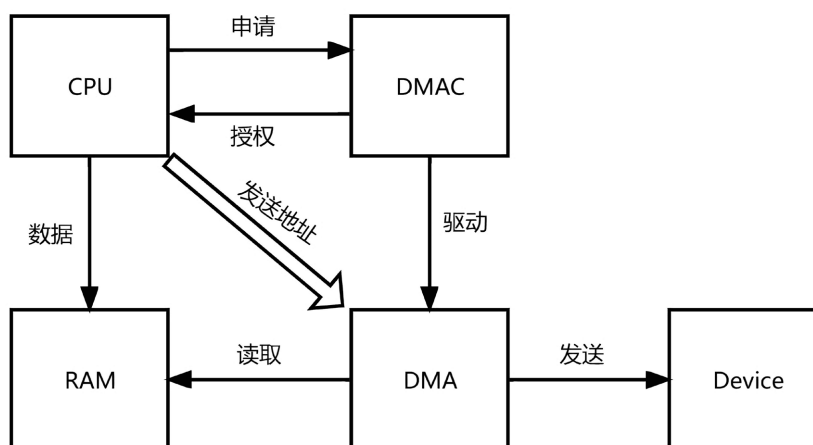 申请
CPU
DMAC
授权
发送地址
数据
驱动
读取
发送
RAM
DMA
Device